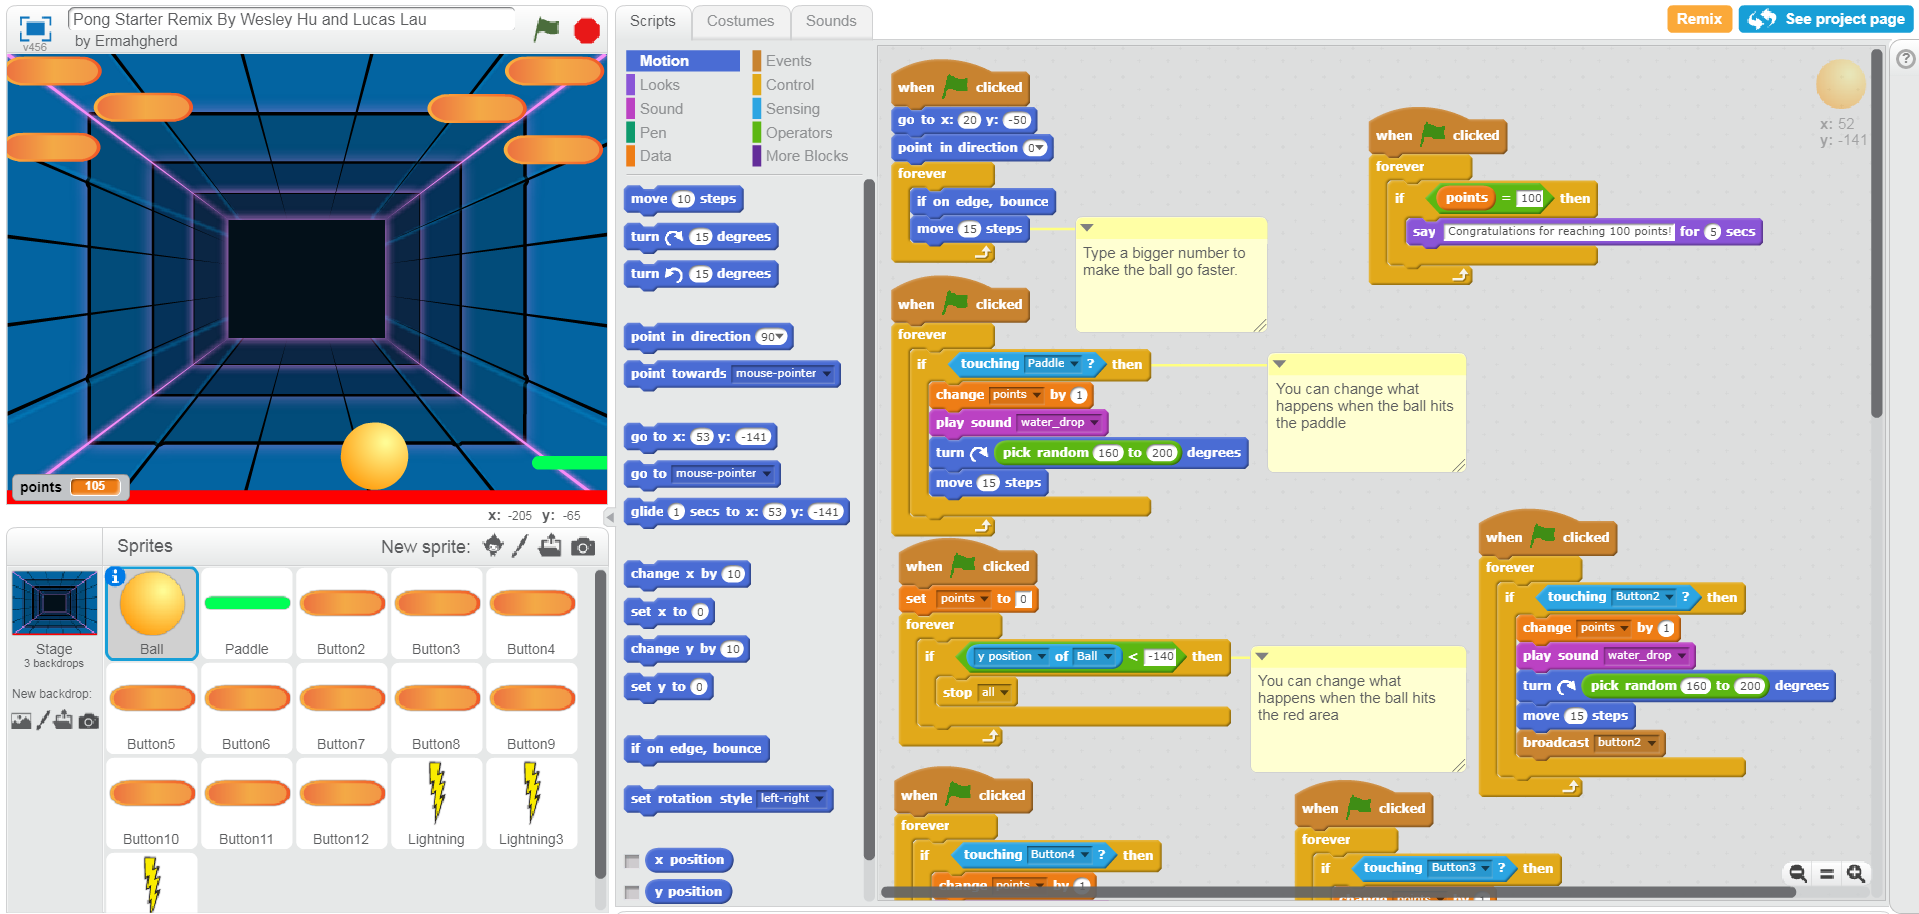 Pong Starter Remix By Wesley Hu and Lucas Lau
by Ermahgherd
v456
points 105
x: -205 y: -65
Sprites
New sprite:
Stage
3 backdrops
New backdrop:
Ball
Paddle
Button2
Button3
Button4
Button5
Button6
Button7
Button8
Button9
Button10
Button11
Button12
Lightning
Lightning3
Scripts
Costumes
Sounds
Remix
See project page
Motion
Looks
Sound
Pen
Data
Events
Control
Sensing
Operators
More Blocks
move 10 steps
turn 15 degrees
turn 15 degrees
point in direction 90
point towards mouse-pointer
go to x: 53 y: -141
go to mouse-pointer
glide 1 secs to x: 53 y: -141
change x by 10
set x to 0
change y by 10
set y to 0
if on edge, bounce
set rotation style left-right
x position
y position
when clicked
go to x: 20 y: -50
point in direction 0
forever
if on edge, bounce
move 15 steps
Type a bigger number to
make the ball go faster.
when clicked
forever
if touching Paddle ? then
change points by 1
play sound water_drop
turn pick random 160 to 200 degrees
move 15 steps
You can change what
happens when the ball hits
the paddle
when clicked
set points to 0
forever
if y position of Ball < -140 then
stop all
You can change what
happens when the ball hits
the red area
when clicked
forever
if touching Button4 ? then
change points by 1
when clicked
forever
if points = 100 then
say Congratulations for reaching 100 points! for 5 secs
x: 52
y: -141
when clicked
forever
if touching Button2 ? then
change points by 1
play sound water_drop
turn pick random 160 to 200 degrees
move 15 steps
broadcast button2
when clicked
forever
if touching Button3 ? then
change points by